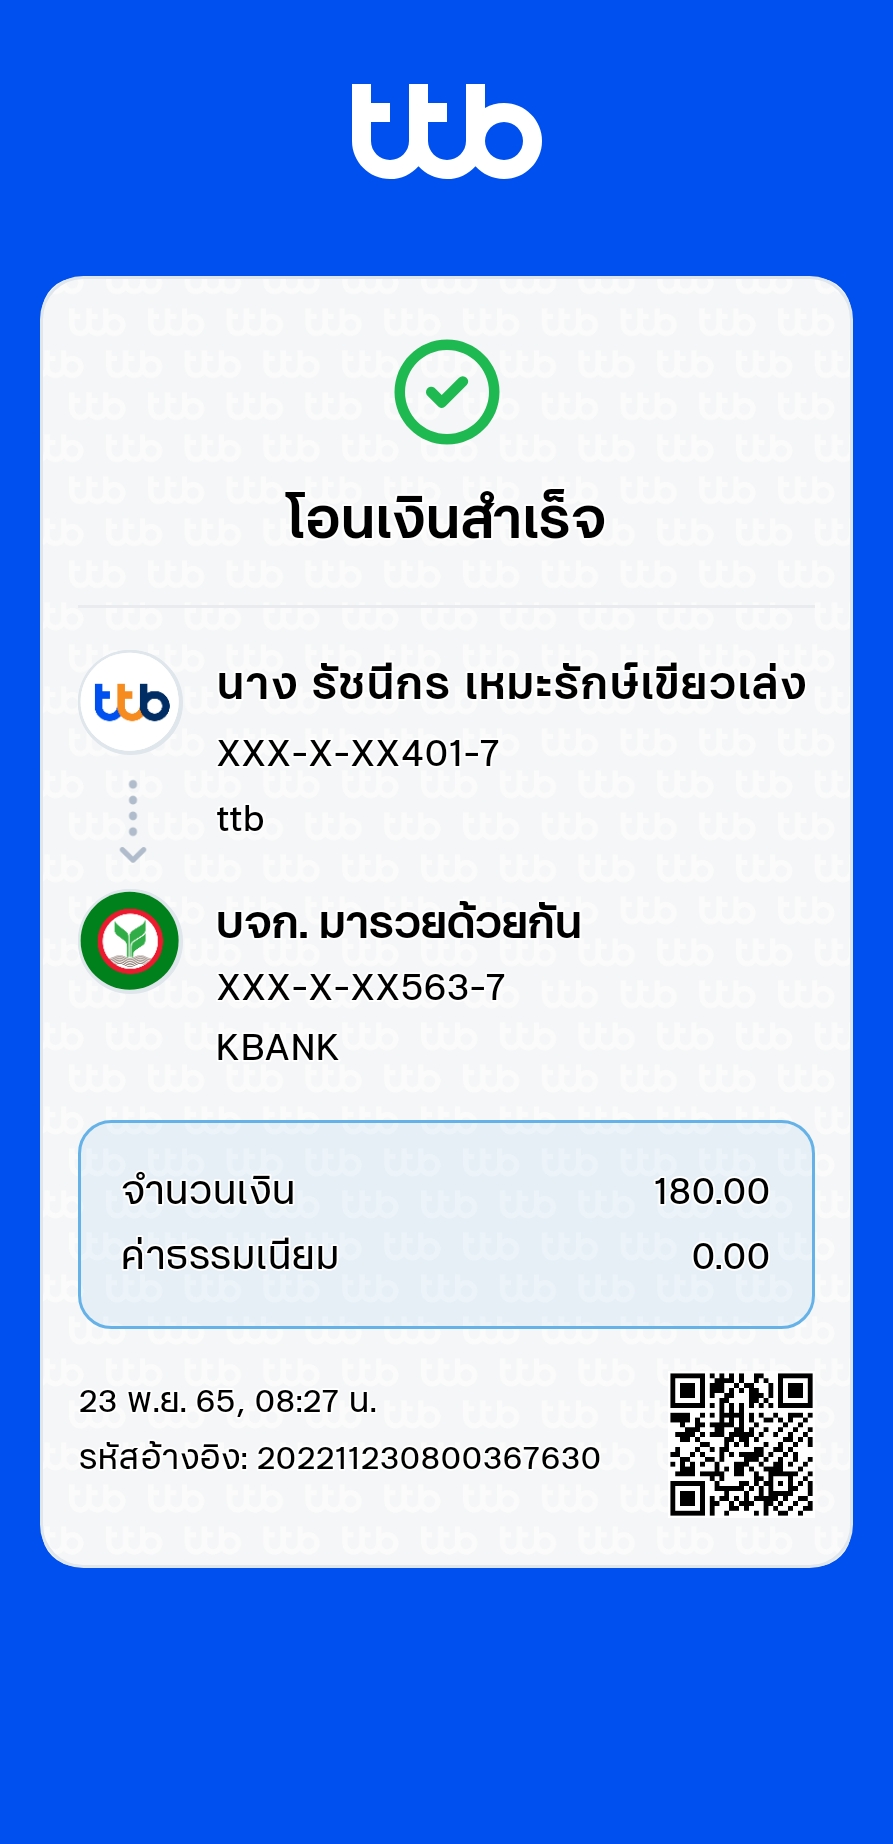 ttb
โอนเงินสำเร็จ
ttb
นาง รัชนีกร เหมะรักษ์เขียวเล่ง
XXX-X-XX401-7
ttb
บจก. มารวยด้วยกัน
XXX-X-XX563-7
KBANK
จำนวนเงิน 180.00
ค่าธรรมเนียม 0.00
23 พ.ย. 65, 08:27 น.
รหัสอ้างอิง: 202211230800367630